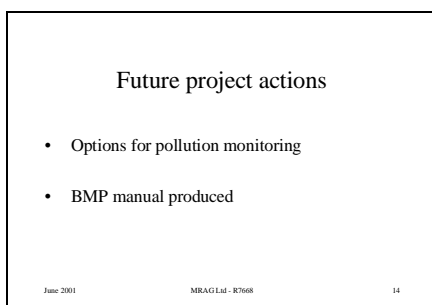 Future project actions
• Options for pollution monitoring
• BMP manual produced
June 2001 MRAG Ltd - R7668 14